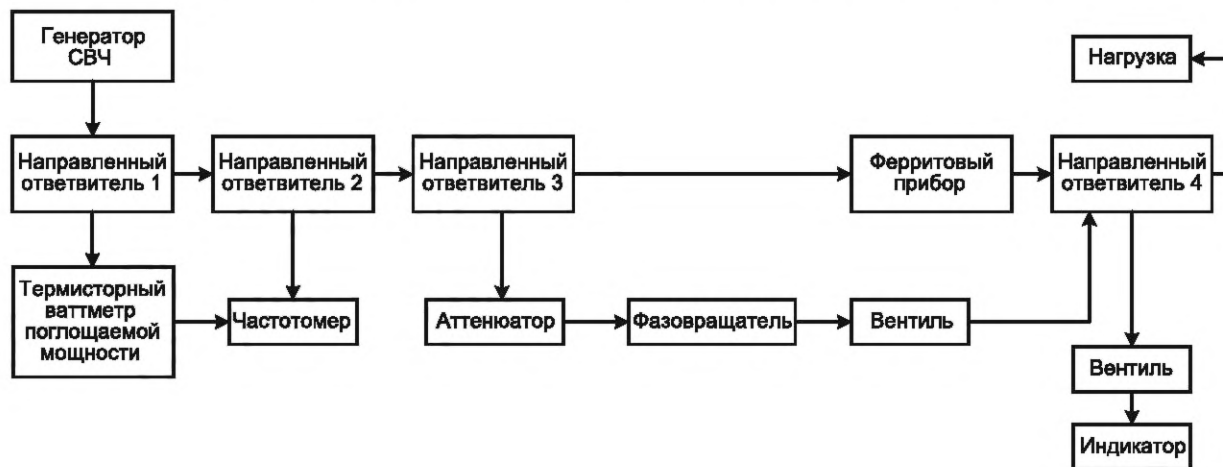 Генератор
СВЧ
Нагрузка
Направленный
ответвитель 1
Направленный
ответвитель 2
Направленный
ответвитель 3
Ферритовый
прибор
Направленный
ответвитель 4
Термисторный
ваттметр
поглощаемой
мощности
Частотомер
Аттенюатор
Фазовращатель
Вентиль
Вентиль
Индикатор